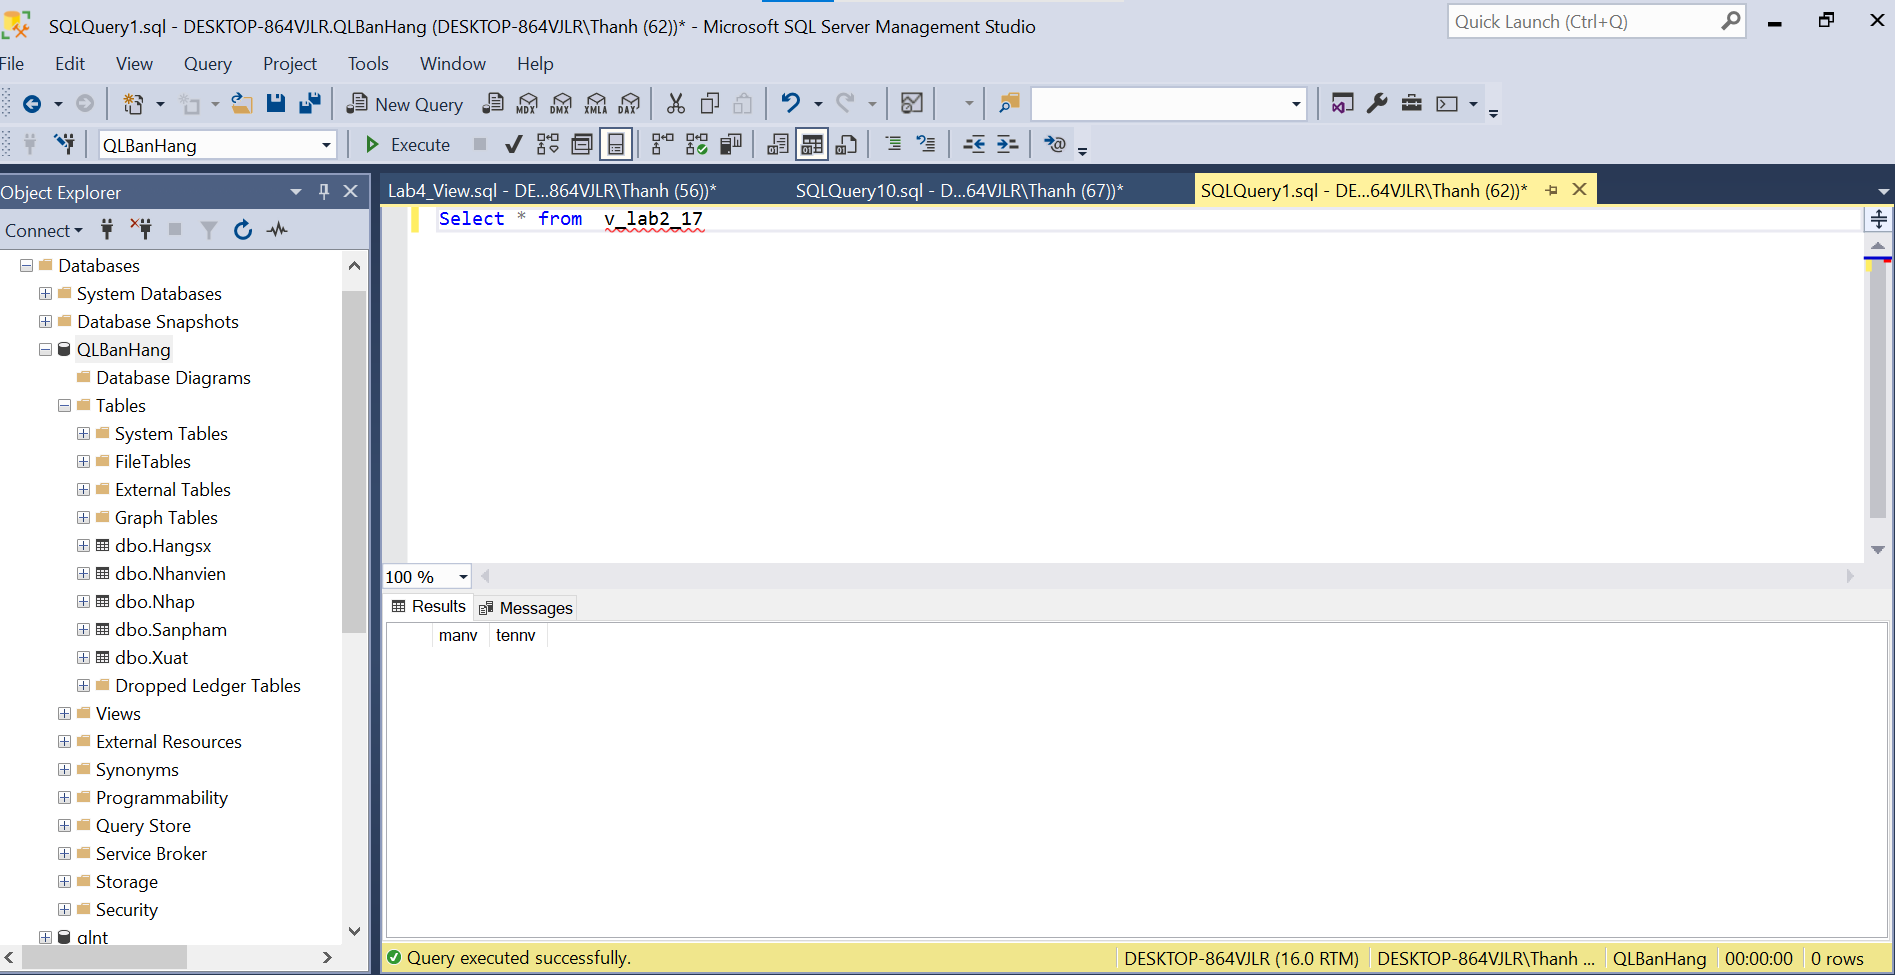 SQLQuery1.sql - DESKTOP-864VJLR.QLBanHang (DESKTOP-864VJLR\Thanh (62))* - Microsoft SQL Server Management Studio
Quick Launch (Ctrl+Q)
File Edit View Query Project Tools Window Help
New Query MDX DMX XMLA DAX
QLBanHang Execute
Object Explorer
Connect
Databases
System Databases
Database Snapshots
QLBanHang
Database Diagrams
Tables
System Tables
FileTables
External Tables
Graph Tables
dbo.Hangsx
dbo.Nhanvien
dbo.Nhap
dbo.Sanpham
dbo.Xuat
Dropped Ledger Tables
Views
External Resources
Synonyms
Programmability
Query Store
Service Broker
Storage
Security
qlnt
Lab4_View.sql - DE...864VJLR\Thanh (56))* SQLQuery10.sql - D...64VJLR\Thanh (67))* SQLQuery1.sql - DE...64VJLR\Thanh (62))*
Select * from v_lab2_17
100 %
Results Messages
manv tennv
Query executed successfully. DESKTOP-864VJLR (16.0 RTM) DESKTOP-864VJLR\Thanh ... QLBanHang 00:00:00 0 rows